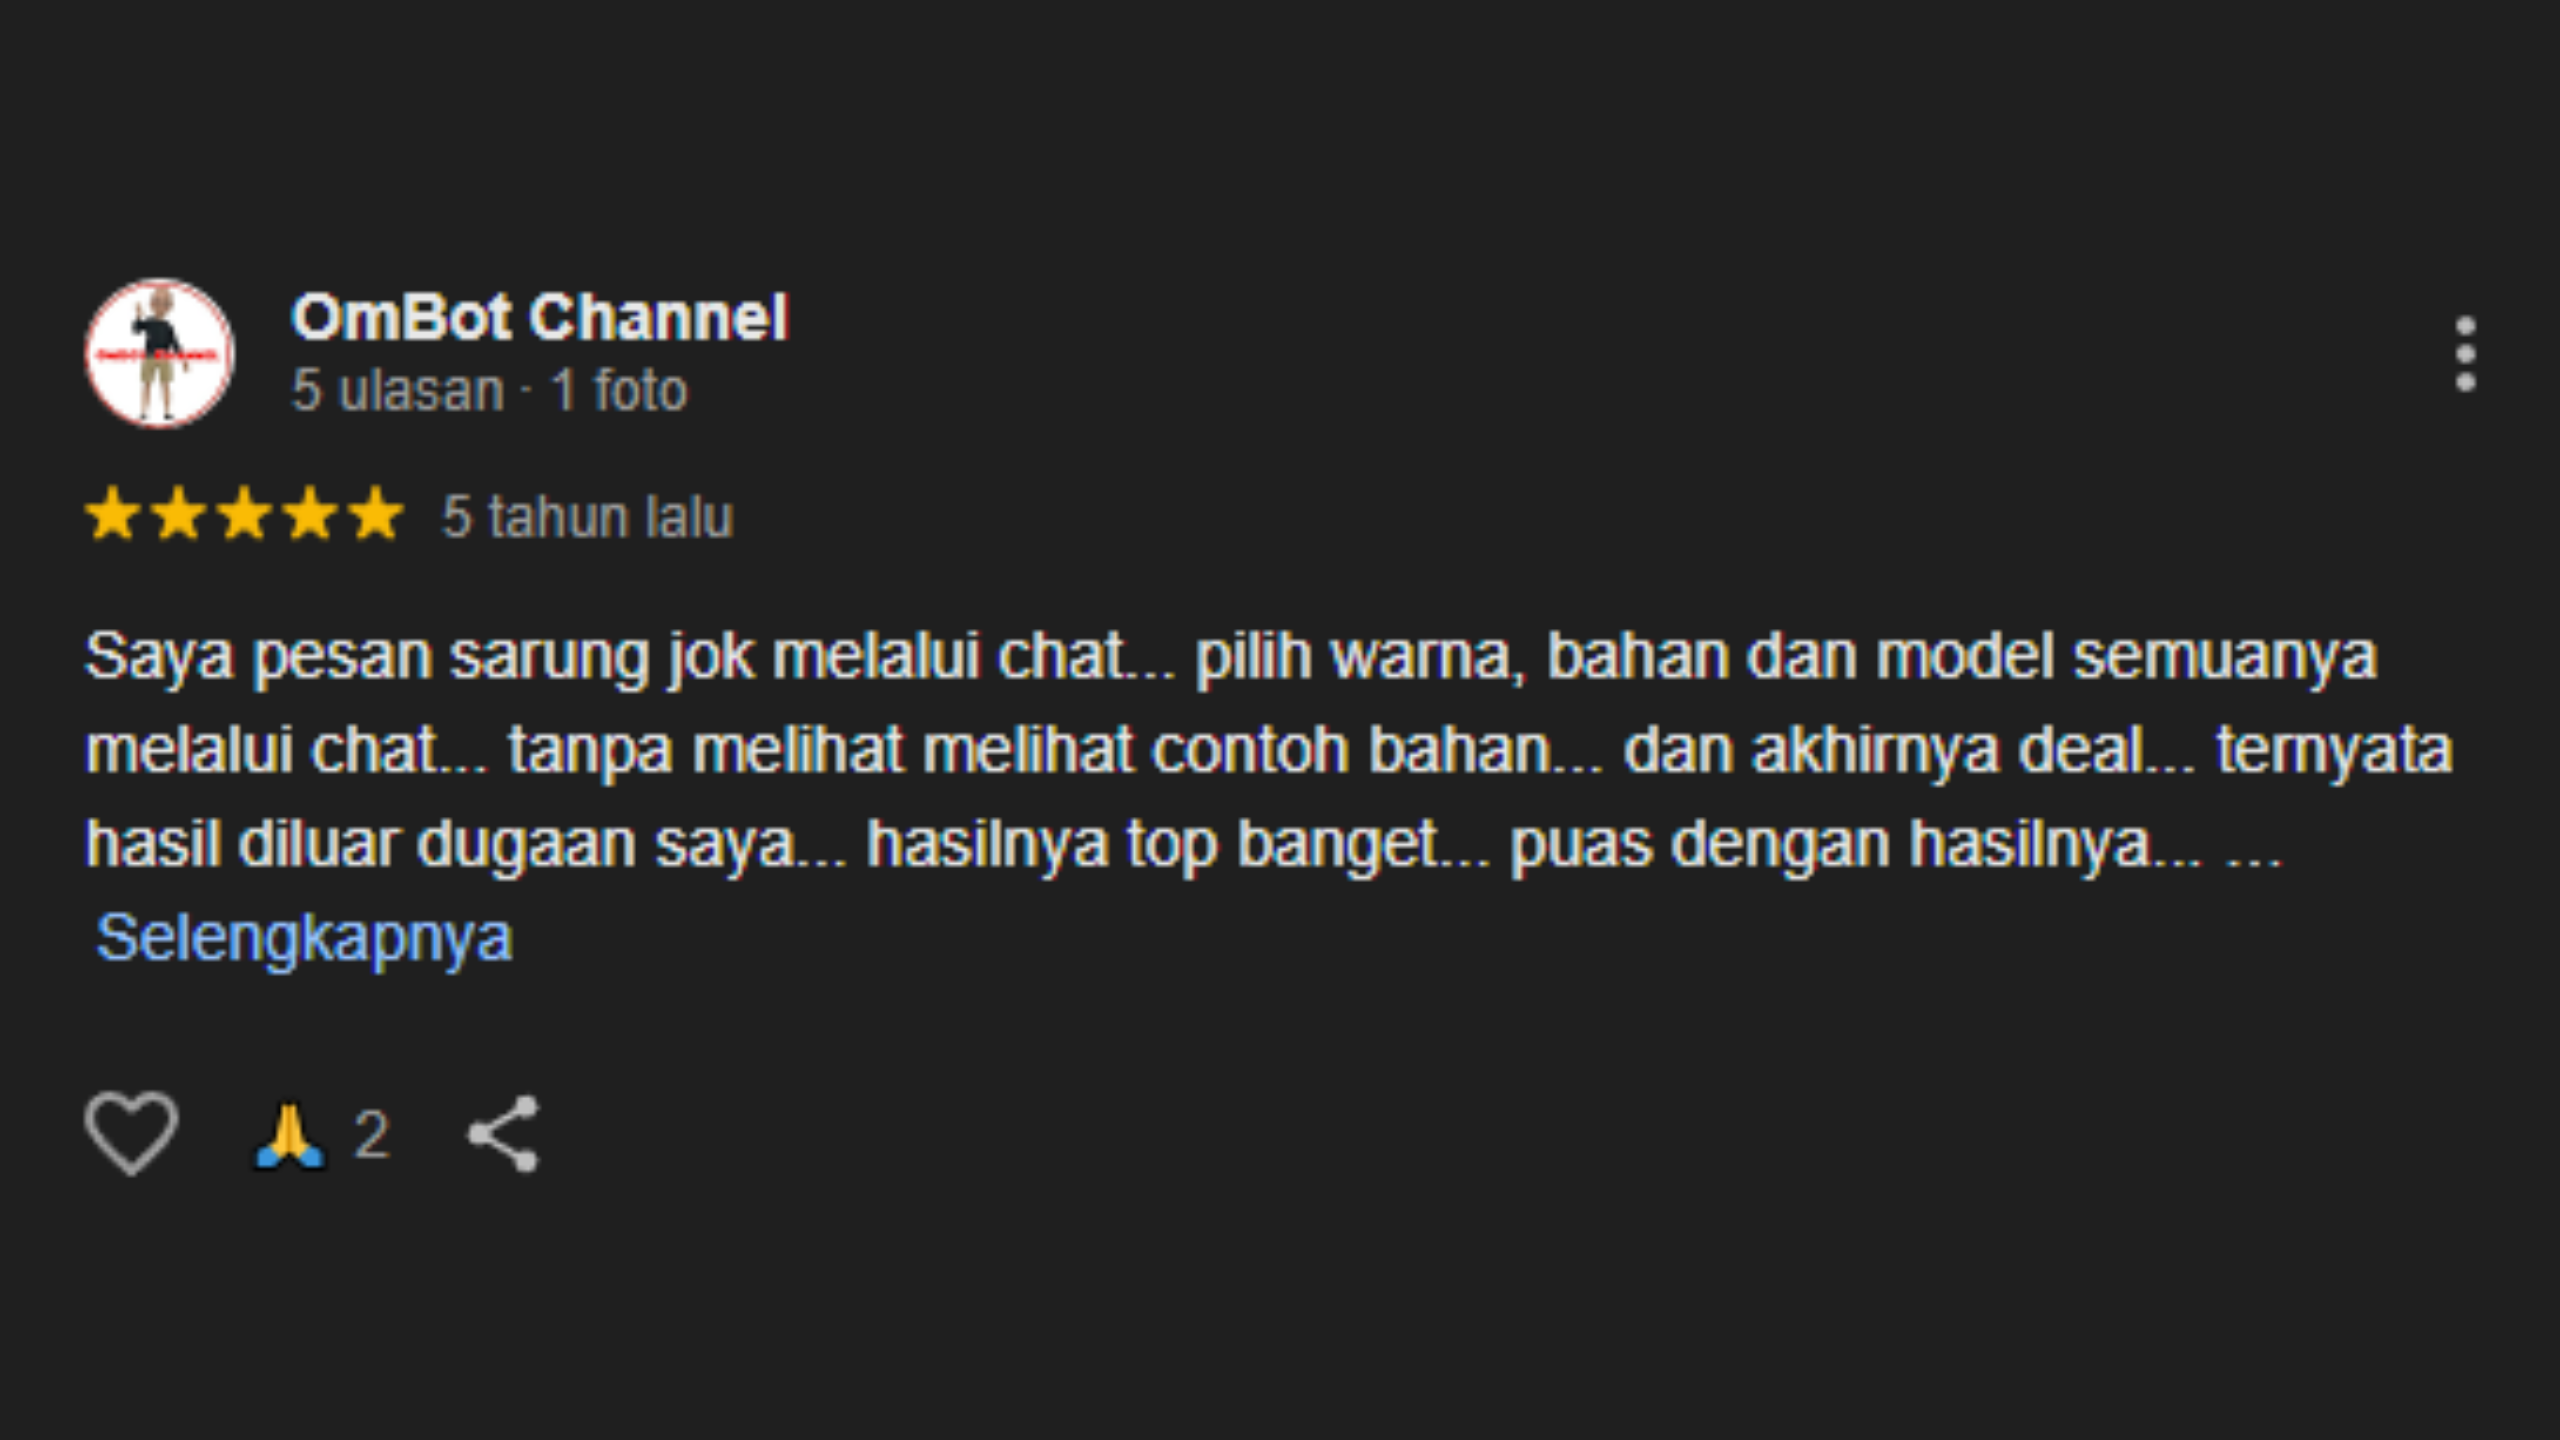 OmBot Channel
5 ulasan · 1 foto
5 tahun lalu
Saya pesan sarung jok melalui chat... pilih warna, bahan dan model semuanya
melalui chat... tanpa melihat melihat contoh bahan... dan akhirnya deal... ternyata
hasil diluar dugaan saya... hasilnya top banget... puas dengan hasilnya... ...
Selengkapnya
🙏 2